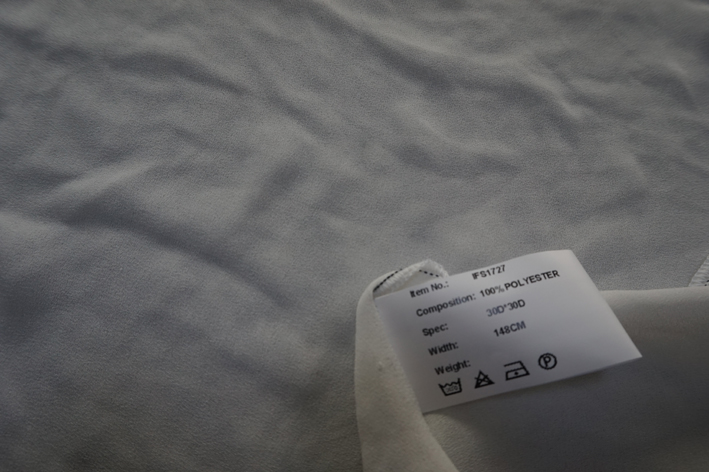 Item No.: IFS1727
Composition: 100%POLYESTER
Spec: 30D*30D
Width: 148CM
Weight:
P